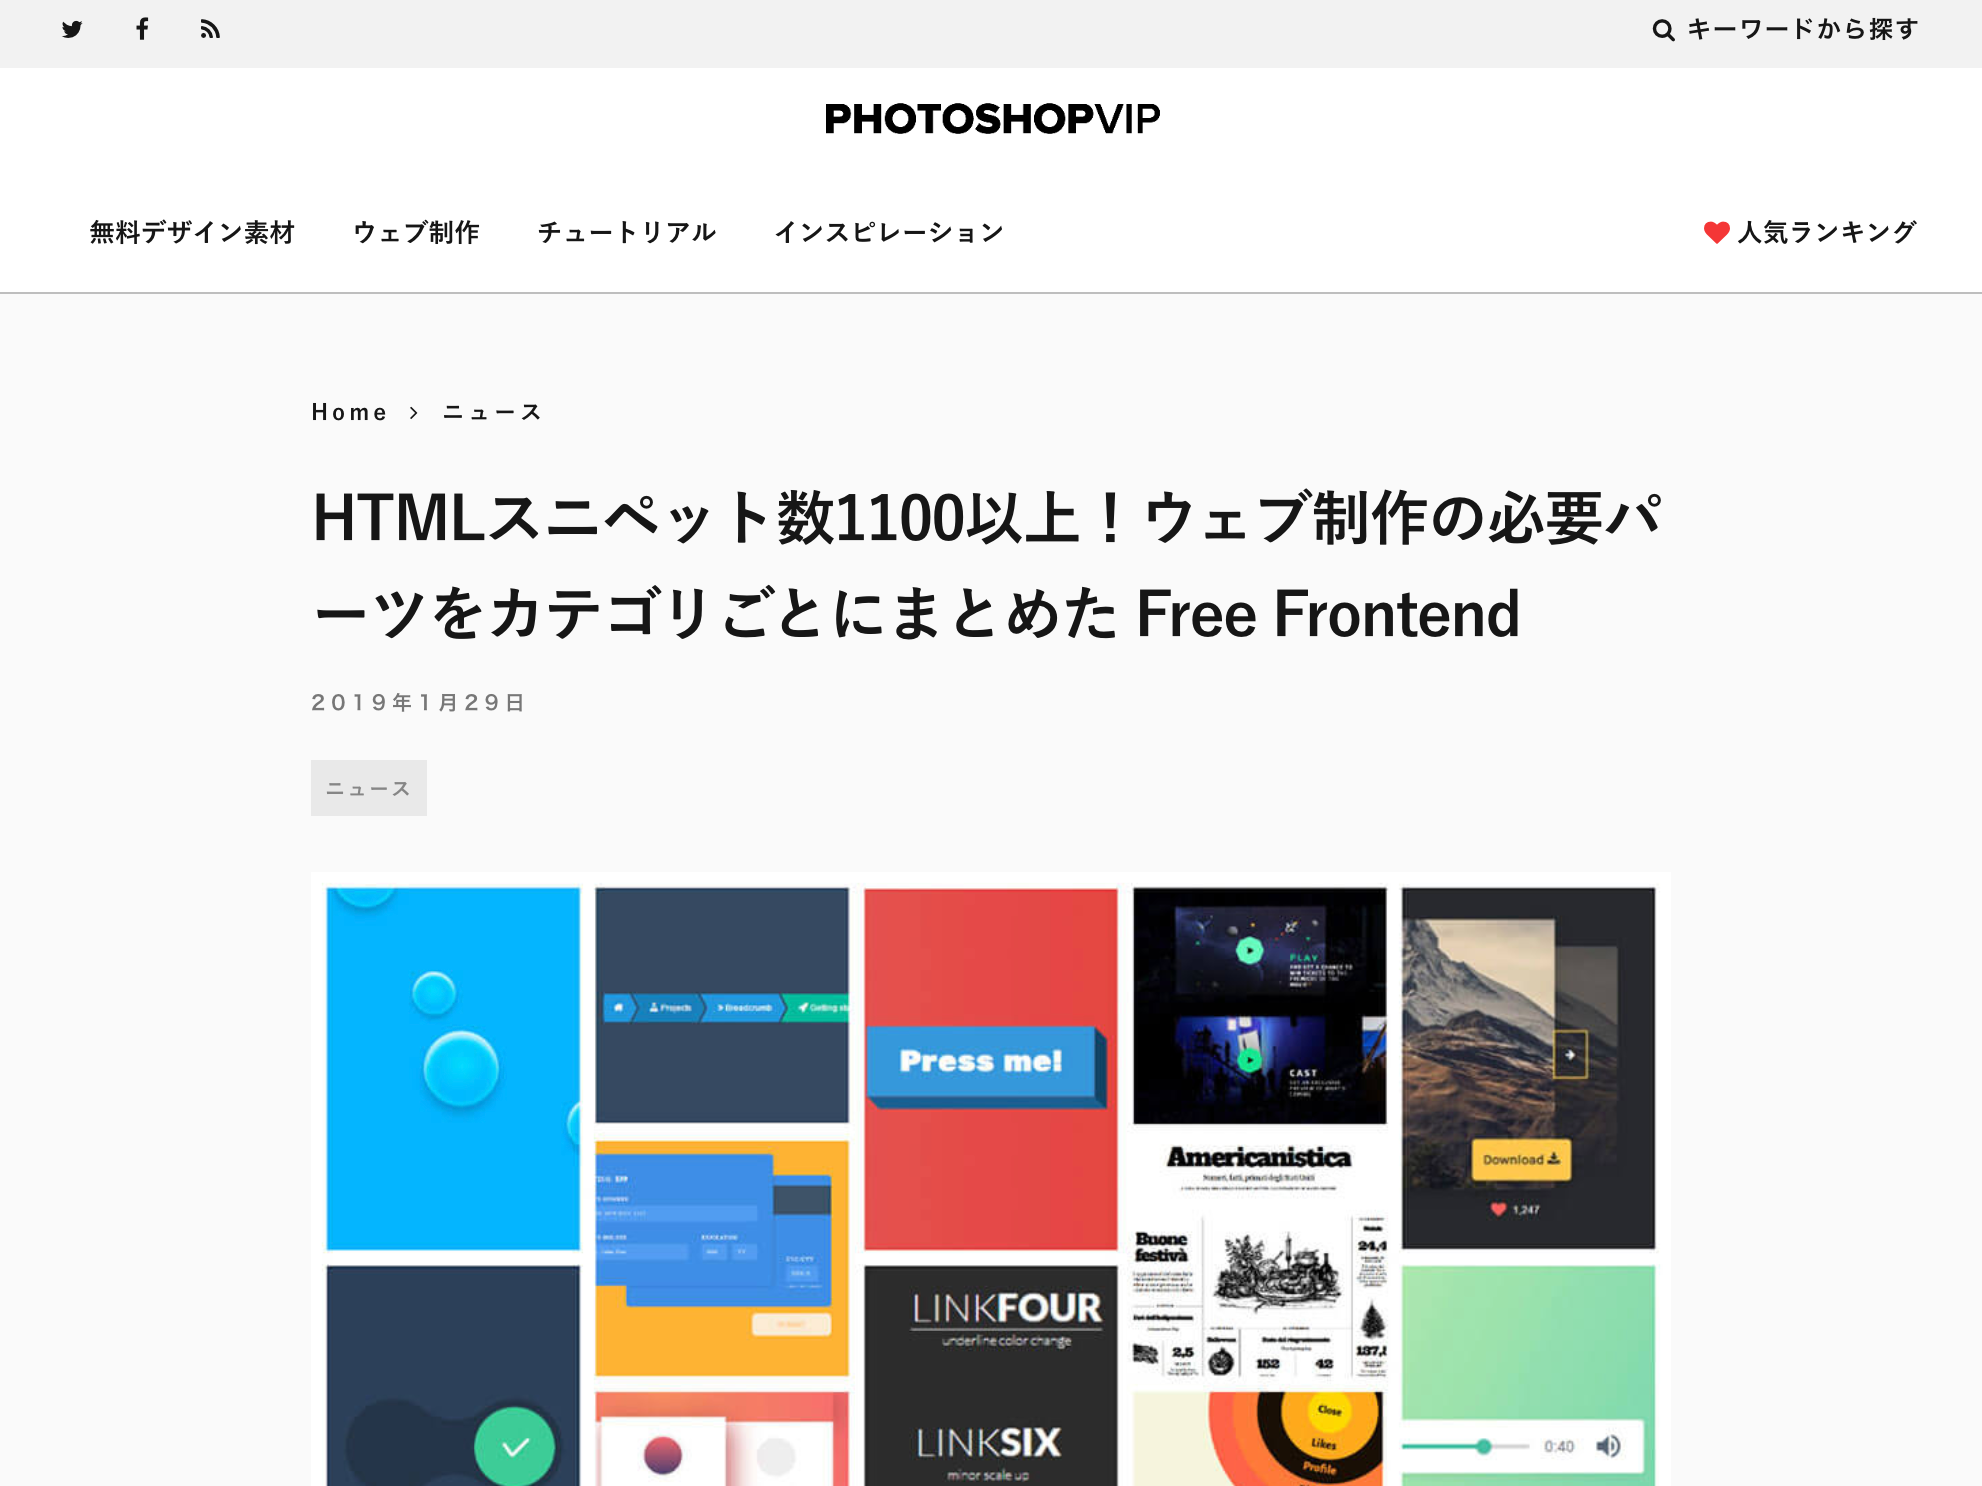 キーワードから探す
PHOTOSHOPVIP
無料デザイン素材
ウェブ制作
チュートリアル
インスピレーション
人気ランキング
Home > ニュース
HTMLスニペット数1100以上！ウェブ制作の必要パ
ーツをカテゴリごとにまとめた Free Frontend
2019年1月29日
ニュース
Projects
Breadcrumb
Press me!
PLAY
CAST
Americanistica
Numeri, fatti, primati degli Stati Uniti
Download
1,247
Buone
festività
24,4
2,5
152
42
137,8
LINKFOUR
underline color change
LINKSIX
minor scale up
Close
Likes
Profile
0:40